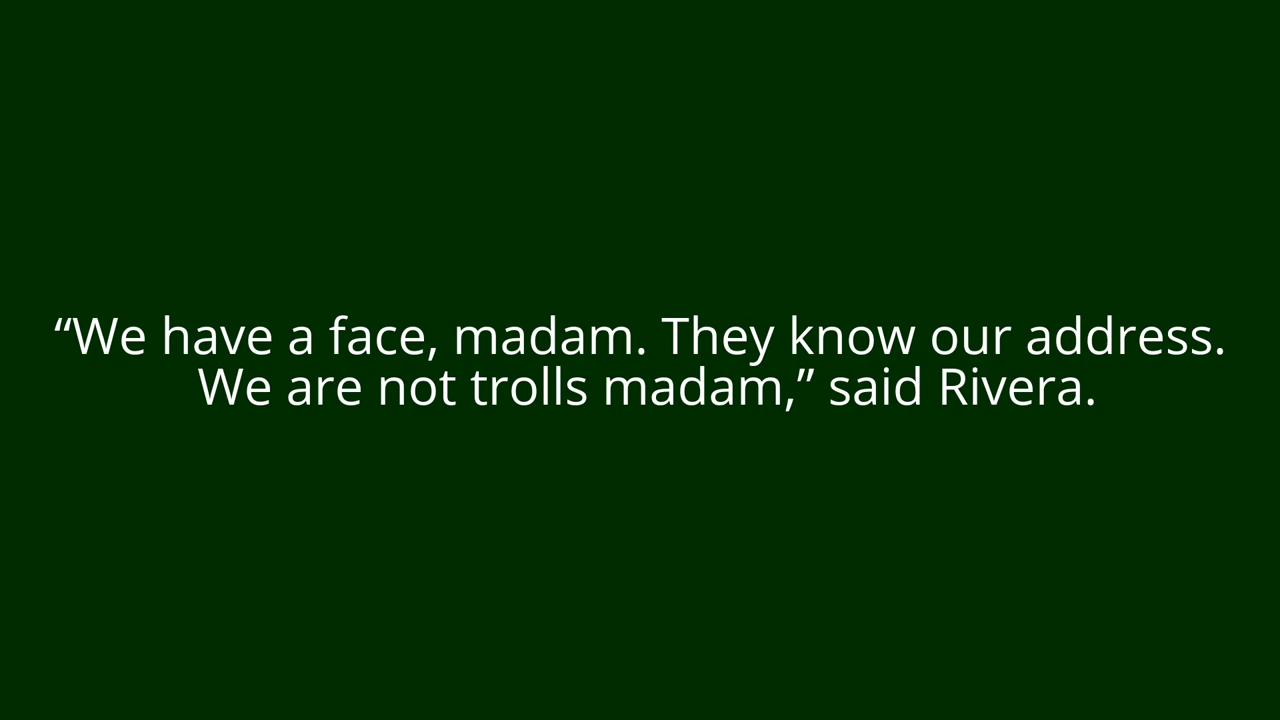 “We have a face, madam. They know our address.
We are not trolls madam,” said Rivera.